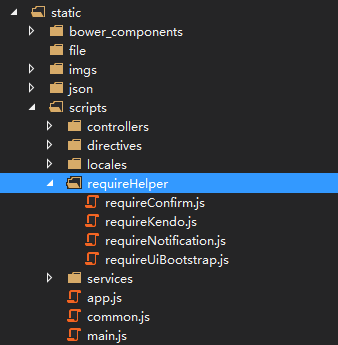 static
bower_components
file
imgs
json
scripts
controllers
directives
locales
requireHelper
requireConfirm.js
requireKendo.js
requireNotification.js
requireUiBootstrap.js
services
app.js
common.js
main.js